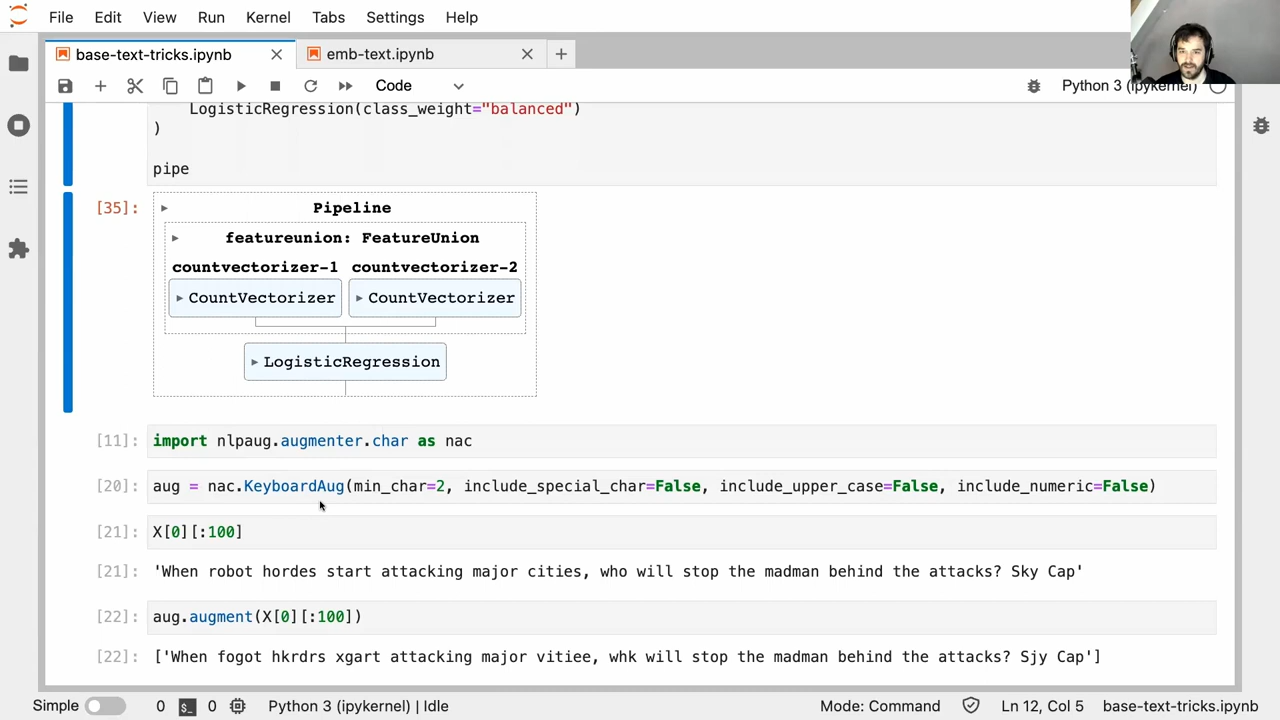 File Edit View Run Kernel Tabs Settings Help
base-text-tricks.ipynb emb-text.ipynb
Code Python 3 (ipykernel)
LogisticRegression(class_weight="balanced")
)
pipe
[35]:
Pipeline
featureunion: FeatureUnion
countvectorizer-1 countvectorizer-2
CountVectorizer CountVectorizer
LogisticRegression
[11]: import nlpaug.augmenter.char as nac
[20]: aug = nac.KeyboardAug(min_char=2, include_special_char=False, include_upper_case=False, include_numeric=False)
[21]: X[0][:100]
[21]: 'When robot hordes start attacking major cities, who will stop the madman behind the attacks? Sky Cap'
[22]: aug.augment(X[0][:100])
[22]: ['When fogot hkrdrs xgart attacking major vitiee, whk will stop the madman behind the attacks? Sjy Cap']
Simple 0 $_ 0 Python 3 (ipykernel) | Idle Mode: Command Ln 12, Col 5 base-text-tricks.ipynb